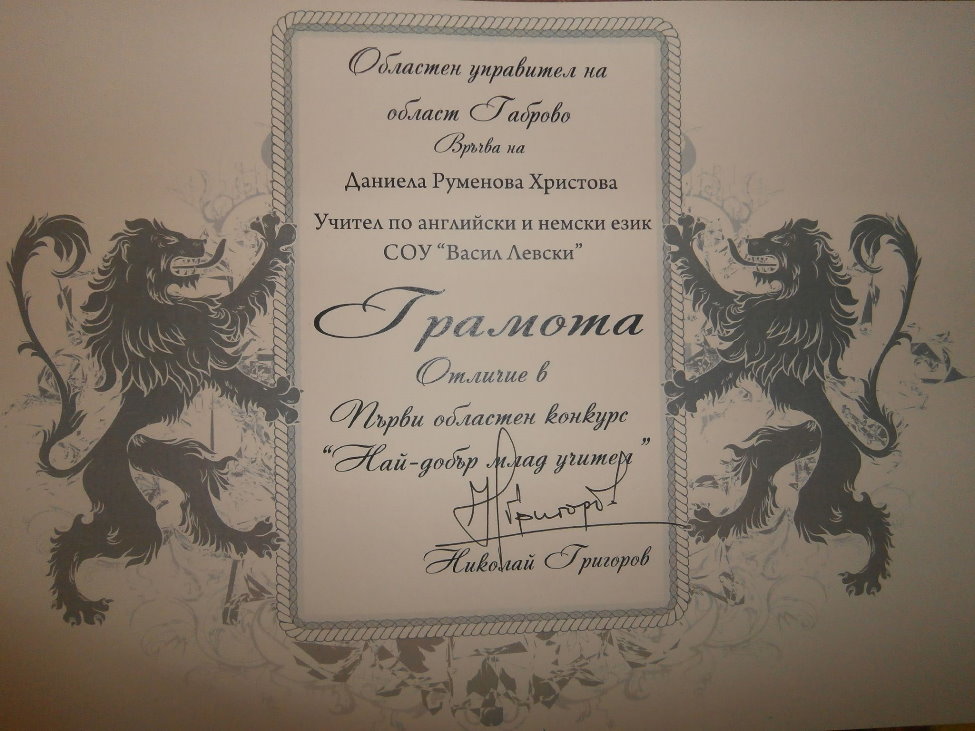 Областен управител на
област Габрово
Връчва на
Даниела Руменова Христова
Учител по английски и немски език
СОУ “Васил Левски”
Грамота
Отличие в
Първи областен конкурс
“Най-добър млад учител”
НГригоров
Николай Григоров